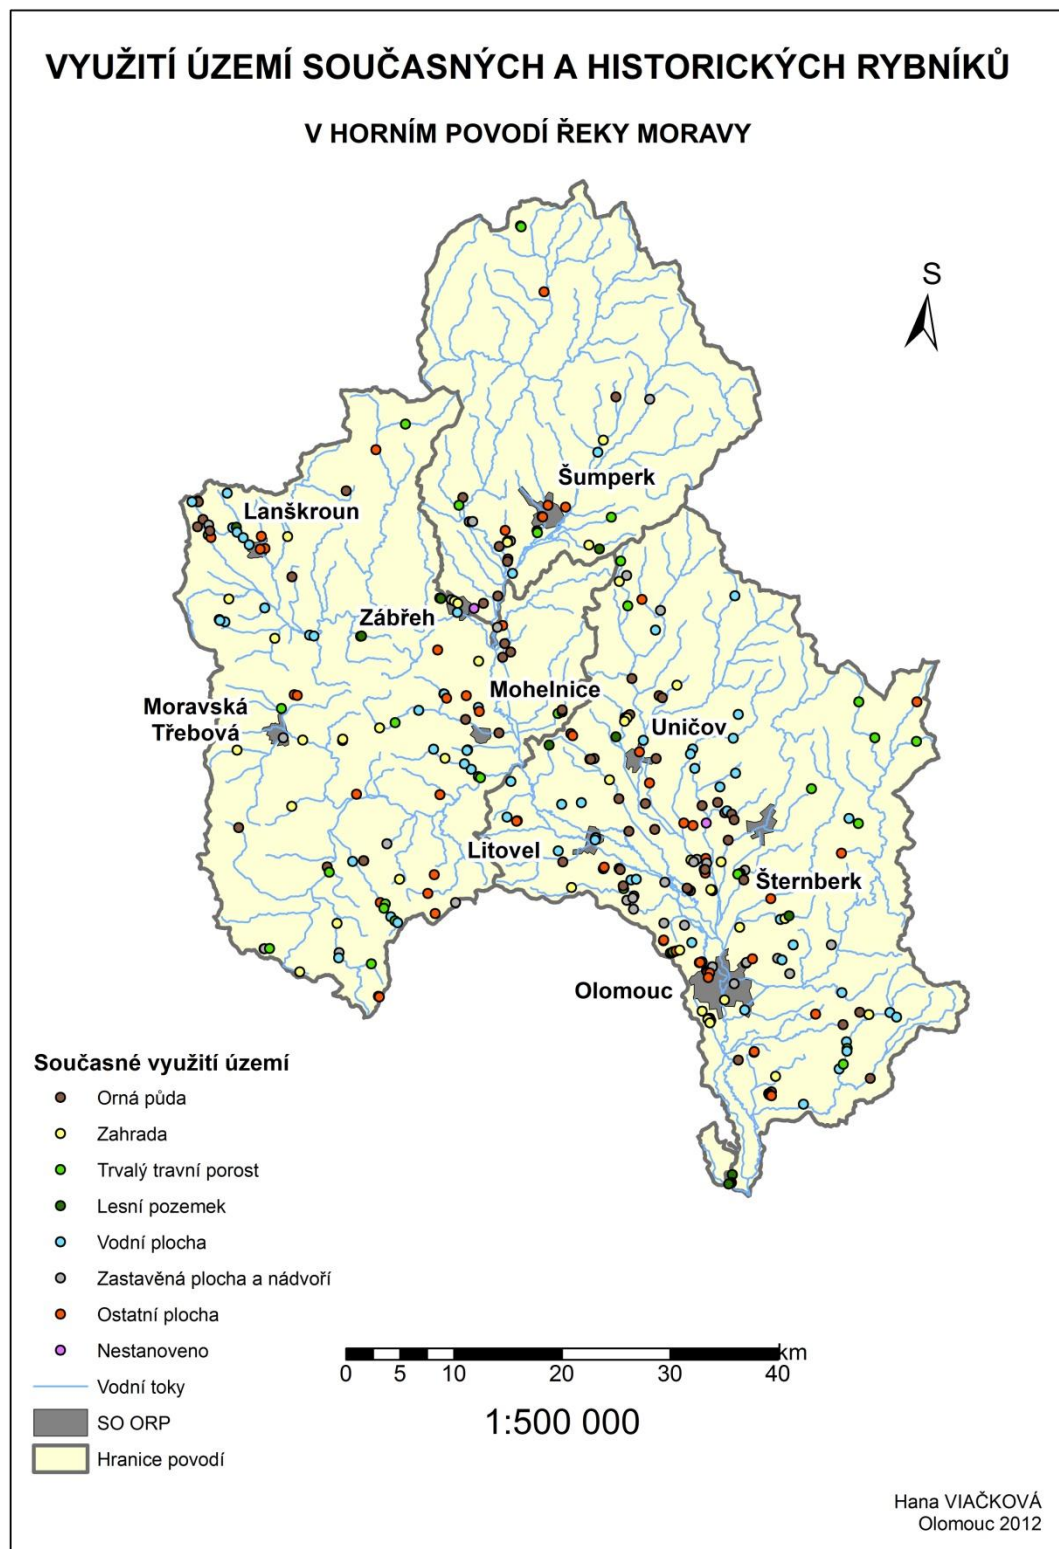 VYUŽITÍ ÚZEMÍ SOUČASNÝCH A HISTORICKÝCH RYBNÍKŮ
V HORNÍM POVODÍ ŘEKY MORAVY
S
Šumperk
Lanškroun
Zábřeh
Mohelnice
Moravská
Třebová
Uničov
Litovel
Šternberk
Olomouc
Současné využití území
Orná půda
Zahrada
Trvalý travní porost
Lesní pozemek
Vodní plocha
Zastavěná plocha a nádvoří
Ostatní plocha
Nestanoveno
Vodní toky
SO ORP
Hranice povodí
km
0 5 10 20 30 40
1:500 000
Hana VIAČKOVÁ
Olomouc 2012